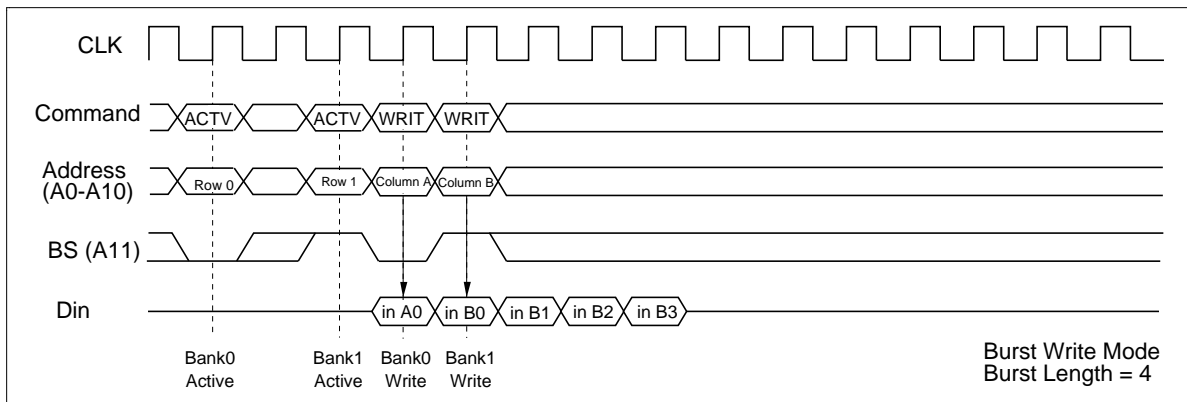 CLK
Command
ACTV
ACTV
WRIT
WRIT
Address
(A0-A10)
Row 0
Row 1
Column A
Column B
BS (A11)
Din
in A0
in B0
in B1
in B2
in B3
Bank0
Active
Bank1
Active
Bank0
Write
Bank1
Write
Burst Write Mode
Burst Length = 4